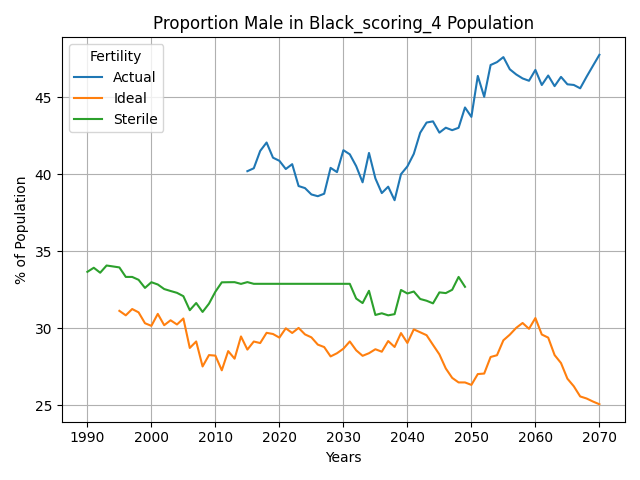 Proportion Male in Black_scoring_4 Population
Fertility
Actual
Ideal
Sterile
% of Population
45
40
35
30
25
1990 2000 2010 2020 2030 2040 2050 2060 2070
Years